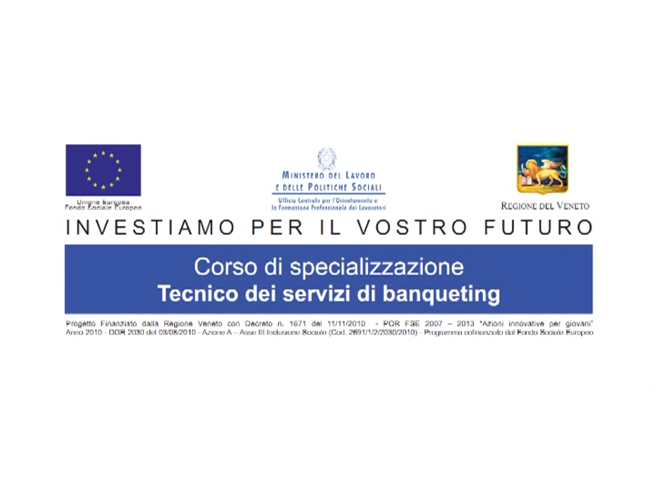 Unione Europea
Fondo Sociale Europeo
MINISTERO DEL LAVORO
E DELLE POLITICHE SOCIALI
Ufficio Centrale per l'Orientamento e
la Formazione Professionale dei Lavoratori
REGIONE DEL VENETO
INVESTIAMO PER IL VOSTRO FUTURO
Corso di specializzazione
Tecnico dei servizi di banqueting
Progetto Finanziato dalla Regione Veneto con Decreto n. 1671 del 11/11/2010 - POR FSE 2007 – 2013 "Azioni innovative per giovani"
Anno 2010 - DGR 2030 del 03/08/2010 - Azione A – Asse III Inclusione Sociale (Cod. 2691/1/2/2030/2010) - Programma cofinanziato dal Fondo Sociale Europeo